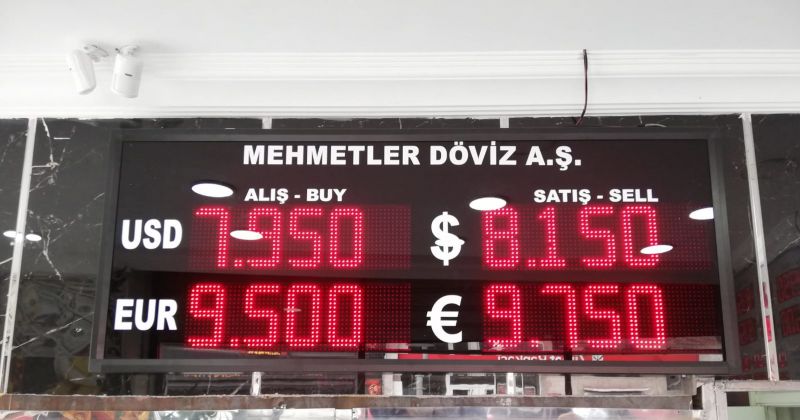 MEHMETLER DÖVİZ A.Ş.
ALIŞ - BUY SATIŞ - SELL
USD 7.950 $ 8.150
EUR 9.500 € 9.750